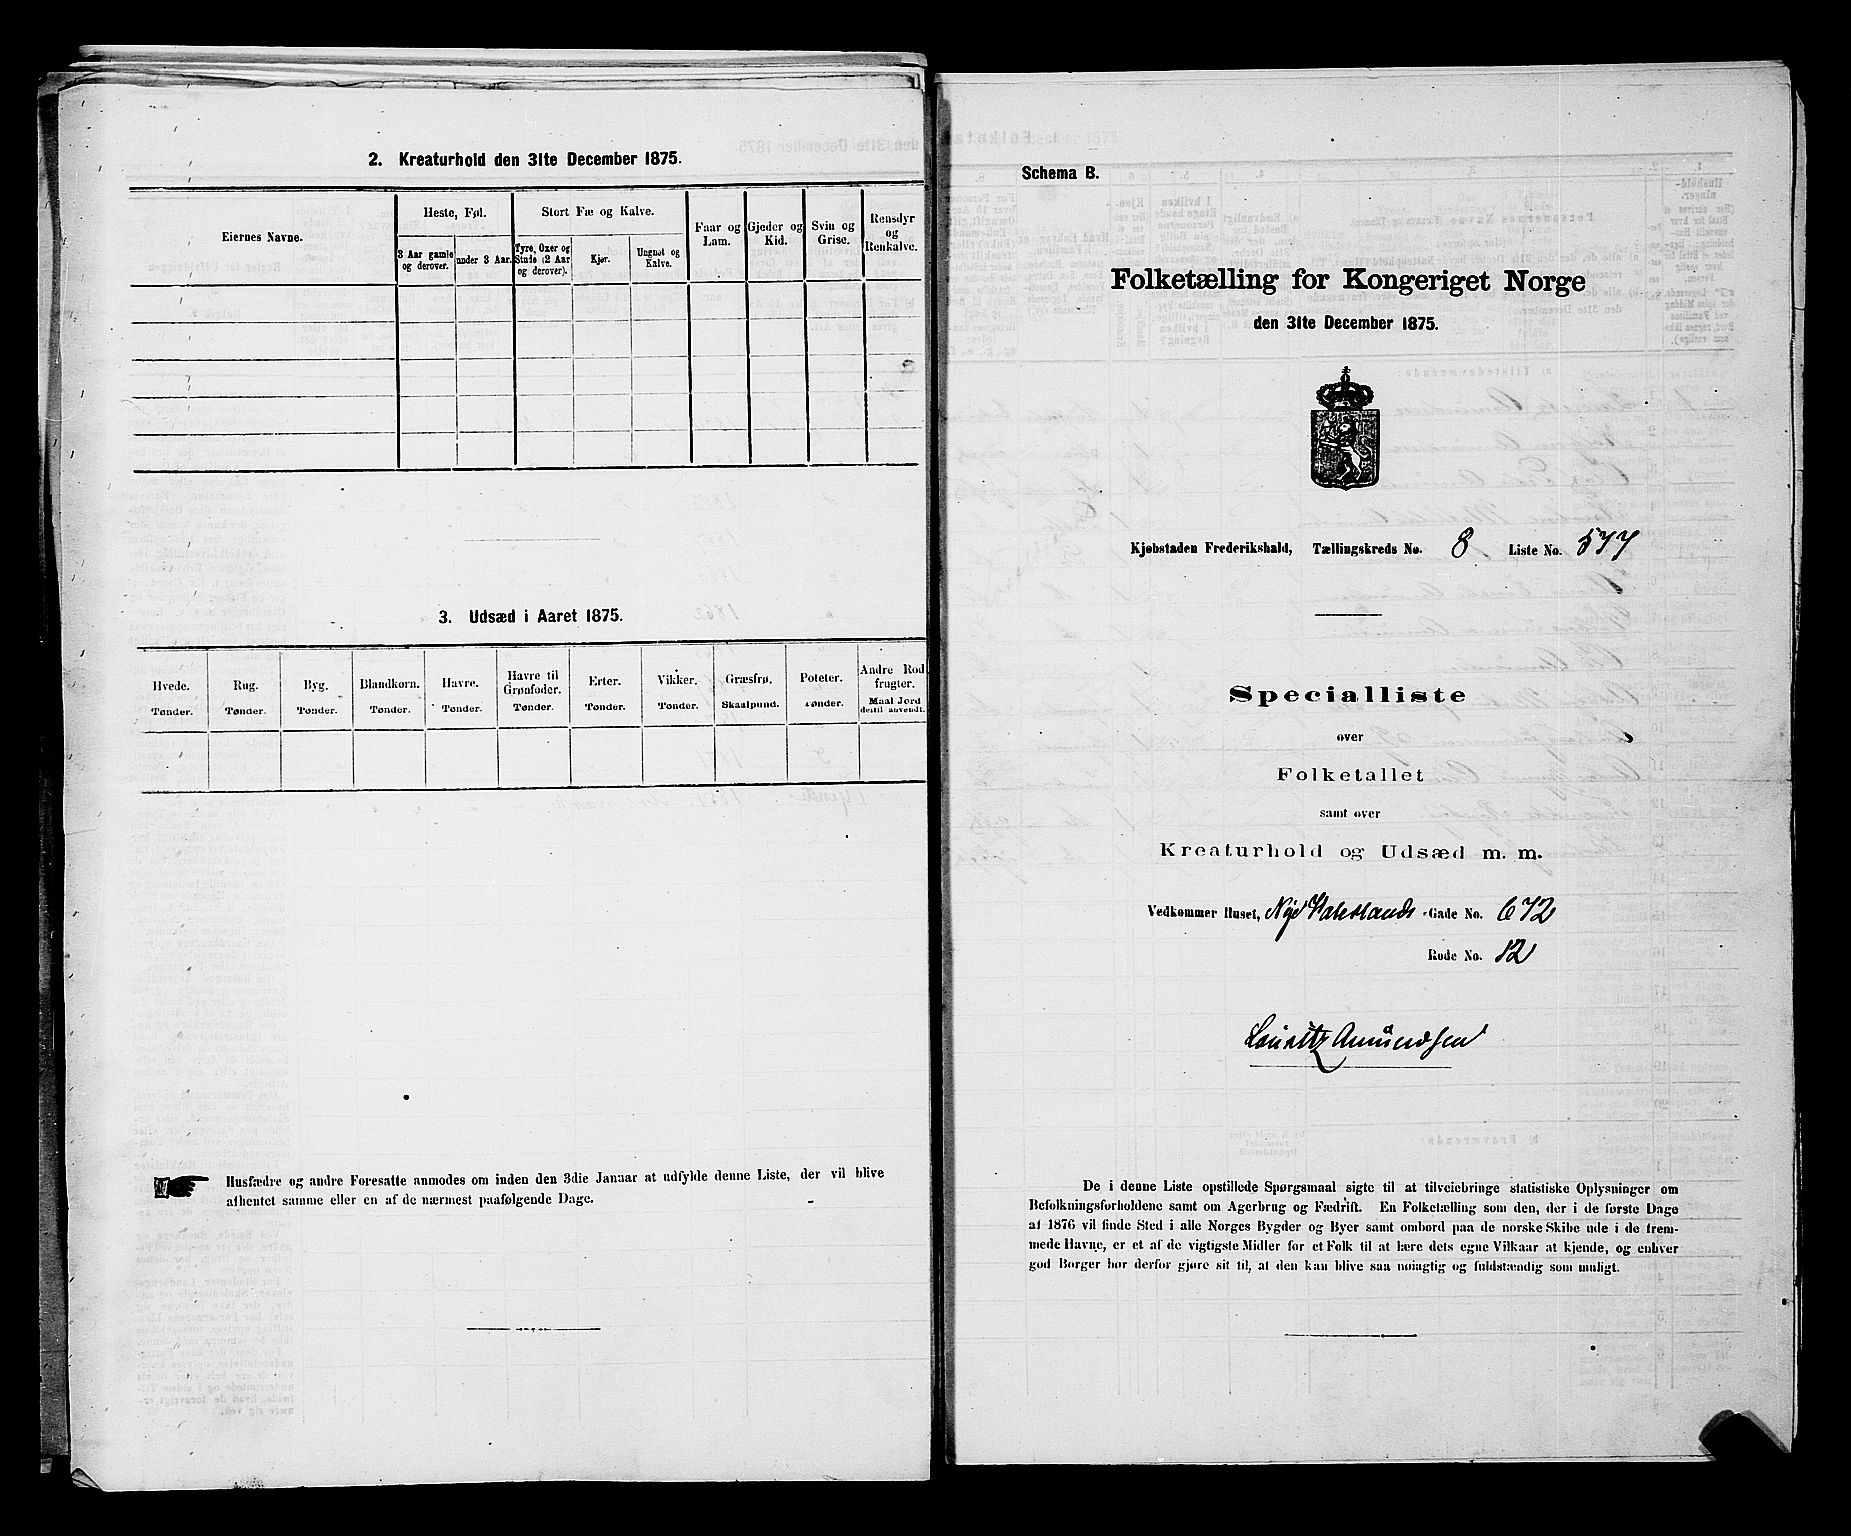 2. Kreaturhold den 31te December 1875.
Eiernes Navne.
Heste, Føl.
3 Aar gamle og derover.
under 3 Aar.
Stort Fæ og Kalve.
Tyre, Oxer og Stude (2 Aar og derover).
Kjør.
Ungnøt og Kalve.
Faar og Lam.
Gjeder og Kid.
Svin og Grise.
Rensdyr og Renkalve.
3. Udsæd i Aaret 1875.
Hvede. Tønder.
Rug. Tønder.
Byg. Tønder.
Blandkorn. Tønder.
Havre. Tønder.
Havre til Grønfoder. Tønder.
Erter. Tønder.
Vikker. Tønder.
Græsfrø. Skaalpund.
Poteter. Tønder.
Andre Rodfrugter. Maal Jord dertil anvendt.
Husfædre og andre Foresatte anmodes om inden den 3die Januar at udfylde denne Liste, der vil blive
afhentet samme eller en af de nærmest paafølgende Dage.
Schema B.
Folketælling for Kongeriget Norge
den 31te December 1875.
Kjøbstaden Frederikshald, Tællingskreds No. 8 Liste No. 577
Specialliste
over
Folketallet
samt over
Kreaturhold og Udsæd m. m.
Vedkommer Huset, Nye -Gade No. 672
Rode No. 12
Lauritz Amundsen
De i denne Liste opstillede Spørgsmaal sigte til at tilveiebringe statistiske Oplysninger om
Befolkningsforholdene samt om Agerbrug og Fædrift. En Folketælling som den, der i de første Dage
af 1876 vil finde Sted i alle Norges Bygder og Byer samt ombord paa de norske Skibe ude i de frem-
mede Havne, er et af de vigtigste Midler for et Folk til at lære dets egne Vilkaar at kjende, og enhver
god Borger bør derfor gjøre sit til, at den kan blive saa nøiagtig og fuldstændig som muligt.